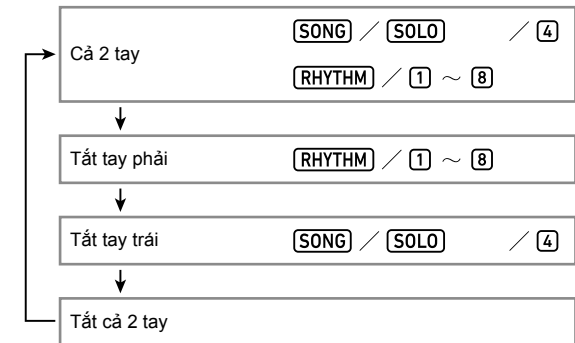 Cả 2 tay
SONG / SOLO / 4
RHYTHM / 1 ~ 8
Tắt tay phải RHYTHM / 1 ~ 8
Tắt tay trái SONG / SOLO / 4
Tắt cả 2 tay